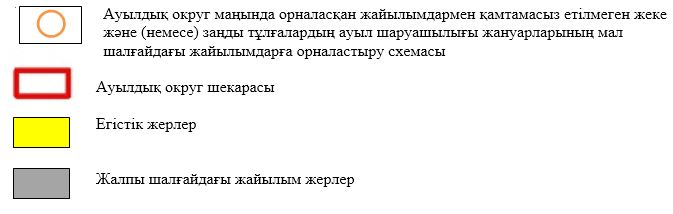 Ауылдық округ маңында орналасқан жайылымдармен қамтамасыз етілмеген жеке
және (немесе) заңды тұлғалардың ауыл шаруашылығы жануарларының мал
шалғайдағы жайылымдарға орналастыру схемасы
Ауылдық округ шекарасы
Егістік жерлер
Жалпы шалғайдағы жайылым жерлер